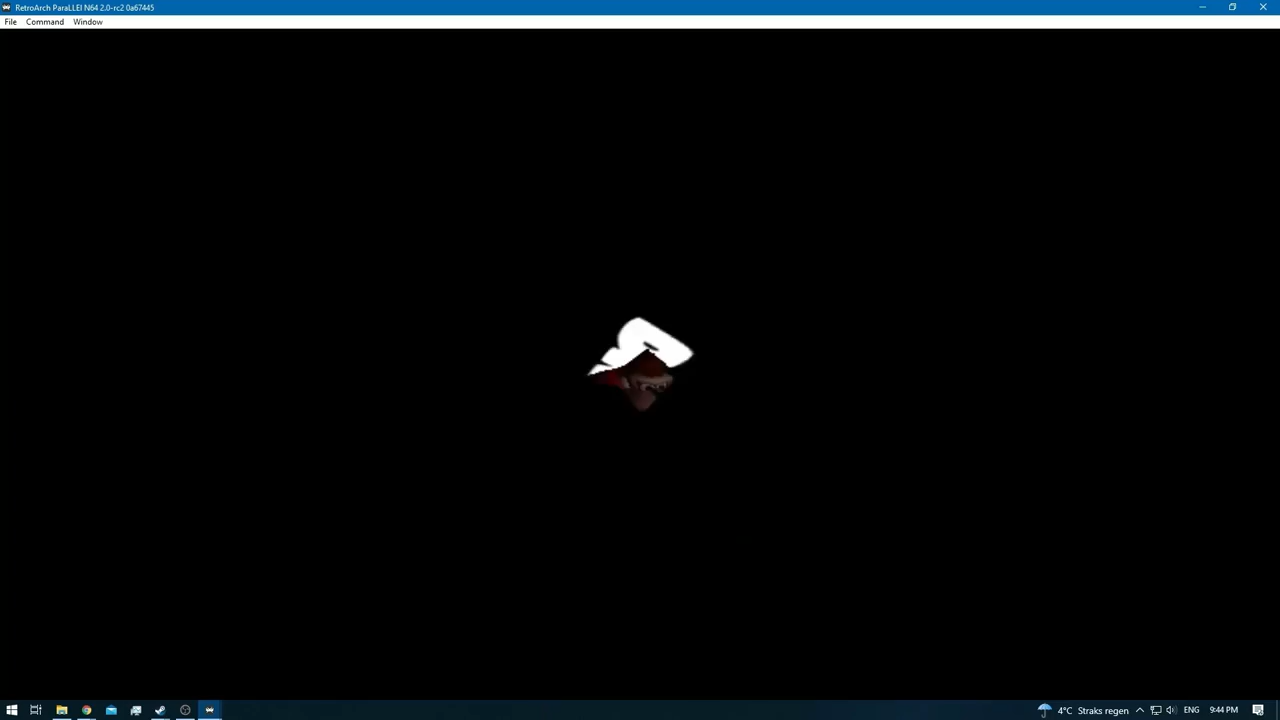 RetroArch ParaLLEl N64 2.0-rc2 0a67445
File Command Window
4°C Straks regen ENG 9:44 PM